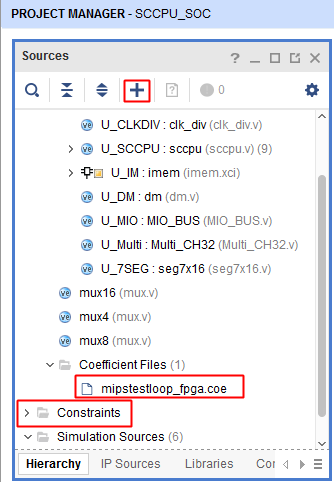 PROJECT MANAGER - SCCPU_SOC
Sources
? _ □ ⧉ ×
0
U_CLKDIV : clk_div (clk_div.v)
U_SCCPU : sccpu (sccpu.v) (9)
U_IM : imem (imem.xci)
U_DM : dm (dm.v)
U_MIO : MIO_BUS (MIO_BUS.v)
U_Multi : Multi_CH32 (Multi_CH32.v)
U_7SEG : seg7x16 (seg7x16.v)
mux16 (mux.v)
mux4 (mux.v)
mux8 (mux.v)
Coefficient Files (1)
mipstestloop_fpga.coe
Constraints
Simulation Sources (6)
Hierarchy IP Sources Libraries Co